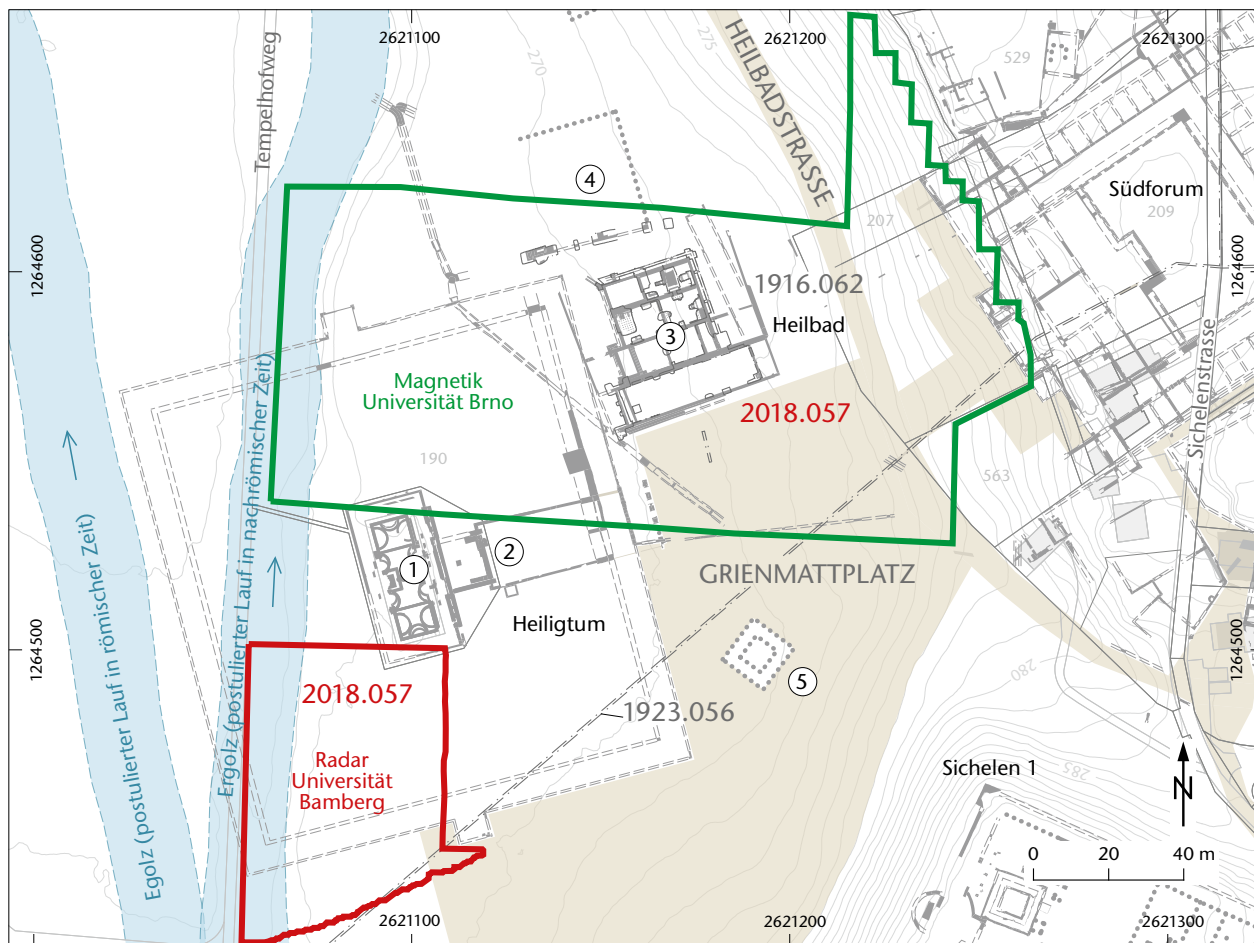 2621100
2621200
2621300
HEILBADSTRASSE
Tempelhofweg
270
275
529
Südforum
209
207
4
1264600
1264600
1916.062
Heilbad
3
Magnetik
Universität Brno
2018.057
Sichelenstrasse
190
563
Ergolz (postulierter Lauf in nachrömischer Zeit)
Egolz (postulierter Lauf in römischer Zeit)
1
2
GRIENMATTPLATZ
Heiligtum
1264500
1264500
5
280
2018.057
1923.056
Radar
Universität
Bamberg
Sichelen 1
285
N
0 20 40 m
2621100
2621200
2621300